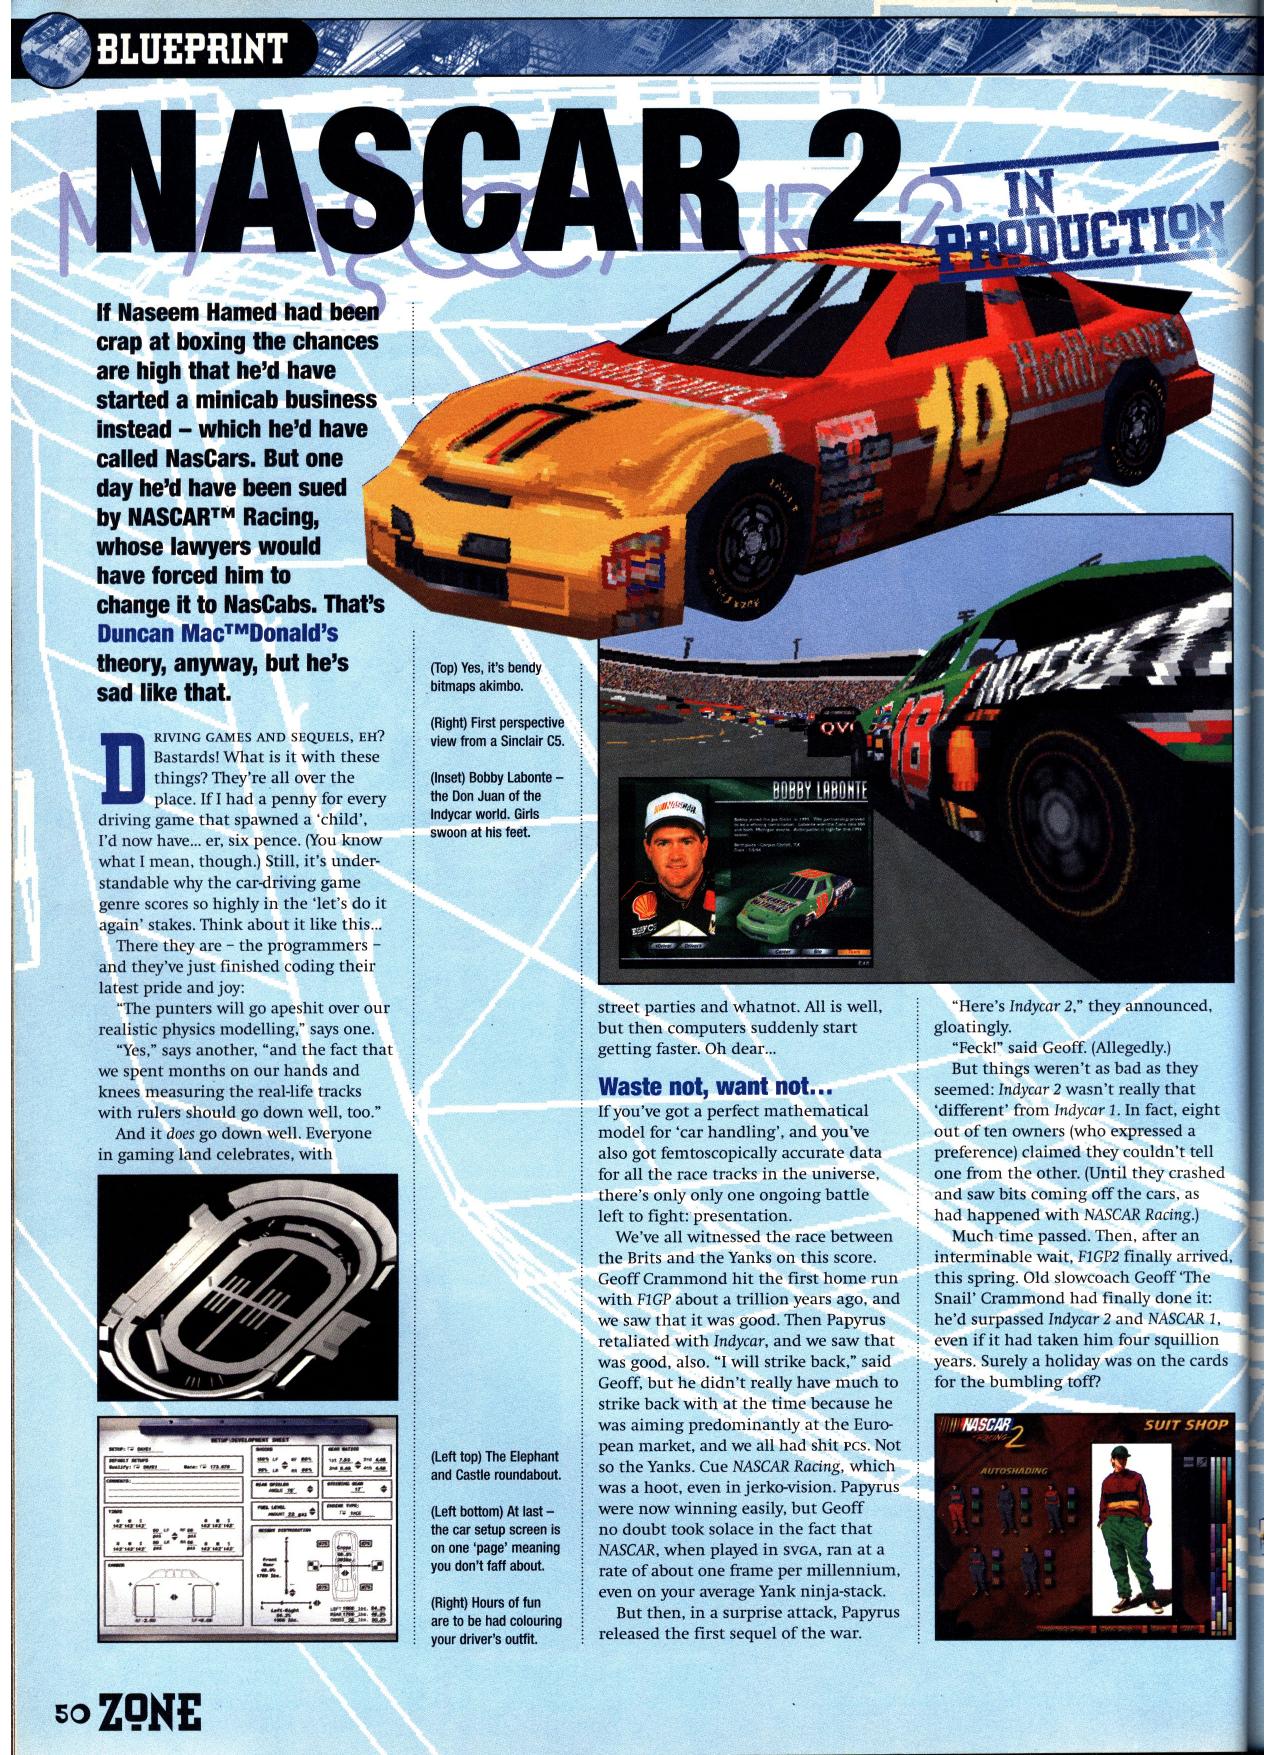 BLUEPRINT
NASCAR 2
IN
PRODUCTION
If Naseem Hamed had been
crap at boxing the chances
are high that he'd have
started a minicab business
instead – which he'd have
called NasCars. But one
day he'd have been sued
by NASCAR™ Racing,
whose lawyers would
have forced him to
change it to NasCabs. That's
Duncan Mac™Donald's
theory, anyway, but he's
sad like that.
DRIVING GAMES AND SEQUELS, EH?
Bastards! What is it with these
things? They're all over the
place. If I had a penny for every
driving game that spawned a 'child',
I'd now have... er, six pence. (You know
what I mean, though.) Still, it's under-
standable why the car-driving game
genre scores so highly in the 'let's do it
again' stakes. Think about it like this...
There they are – the programmers –
and they've just finished coding their
latest pride and joy:
"The punters will go apeshit over our
realistic physics modelling," says one.
"Yes," says another, "and the fact that
we spent months on our hands and
knees measuring the real-life tracks
with rulers should go down well, too."
And it does go down well. Everyone
in gaming land celebrates, with
(Top) Yes, it's bendy
bitmaps akimbo.
(Right) First perspective
view from a Sinclair C5.
(Inset) Bobby Labonte –
the Don Juan of the
Indycar world. Girls
swoon at his feet.
19
18
QVC
BOBBY LABONTE
street parties and whatnot. All is well,
but then computers suddenly start
getting faster. Oh dear...
Waste not, want not...
If you've got a perfect mathematical
model for 'car handling', and you've
also got femtoscopically accurate data
for all the race tracks in the universe,
there's only only one ongoing battle
left to fight: presentation.
We've all witnessed the race between
the Brits and the Yanks on this score.
Geoff Crammond hit the first home run
with F1GP about a trillion years ago, and
we saw that it was good. Then Papyrus
retaliated with Indycar, and we saw that
was good, also. "I will strike back," said
Geoff, but he didn't really have much to
strike back with at the time because he
was aiming predominantly at the Euro-
pean market, and we all had shit PCs. Not
so the Yanks. Cue NASCAR Racing, which
was a hoot, even in jerko-vision. Papyrus
were now winning easily, but Geoff
no doubt took solace in the fact that
NASCAR, when played in SVGA, ran at a
rate of about one frame per millennium,
even on your average Yank ninja-stack.
But then, in a surprise attack, Papyrus
released the first sequel of the war.
"Here's Indycar 2," they announced,
gloatingly.
"Feck!" said Geoff. (Allegedly.)
But things weren't as bad as they
seemed: Indycar 2 wasn't really that
'different' from Indycar 1. In fact, eight
out of ten owners (who expressed a
preference) claimed they couldn't tell
one from the other. (Until they crashed
and saw bits coming off the cars, as
had happened with NASCAR Racing.)
Much time passed. Then, after an
interminable wait, F1GP2 finally arrived,
this spring. Old slowcoach Geoff 'The
Snail' Crammond had finally done it:
he'd surpassed Indycar 2 and NASCAR 1,
even if it had taken him four squillion
years. Surely a holiday was on the cards
for the bumbling toff?
(Left top) The Elephant
and Castle roundabout.
(Left bottom) At last –
the car setup screen is
on one 'page' meaning
you don't faff about.
(Right) Hours of fun
are to be had colouring
your driver's outfit.
SETUP/DEVELOPMENT SHEET
NASCAR
RACING 2
SUIT SHOP
AUTOSHADING
50 ZONE